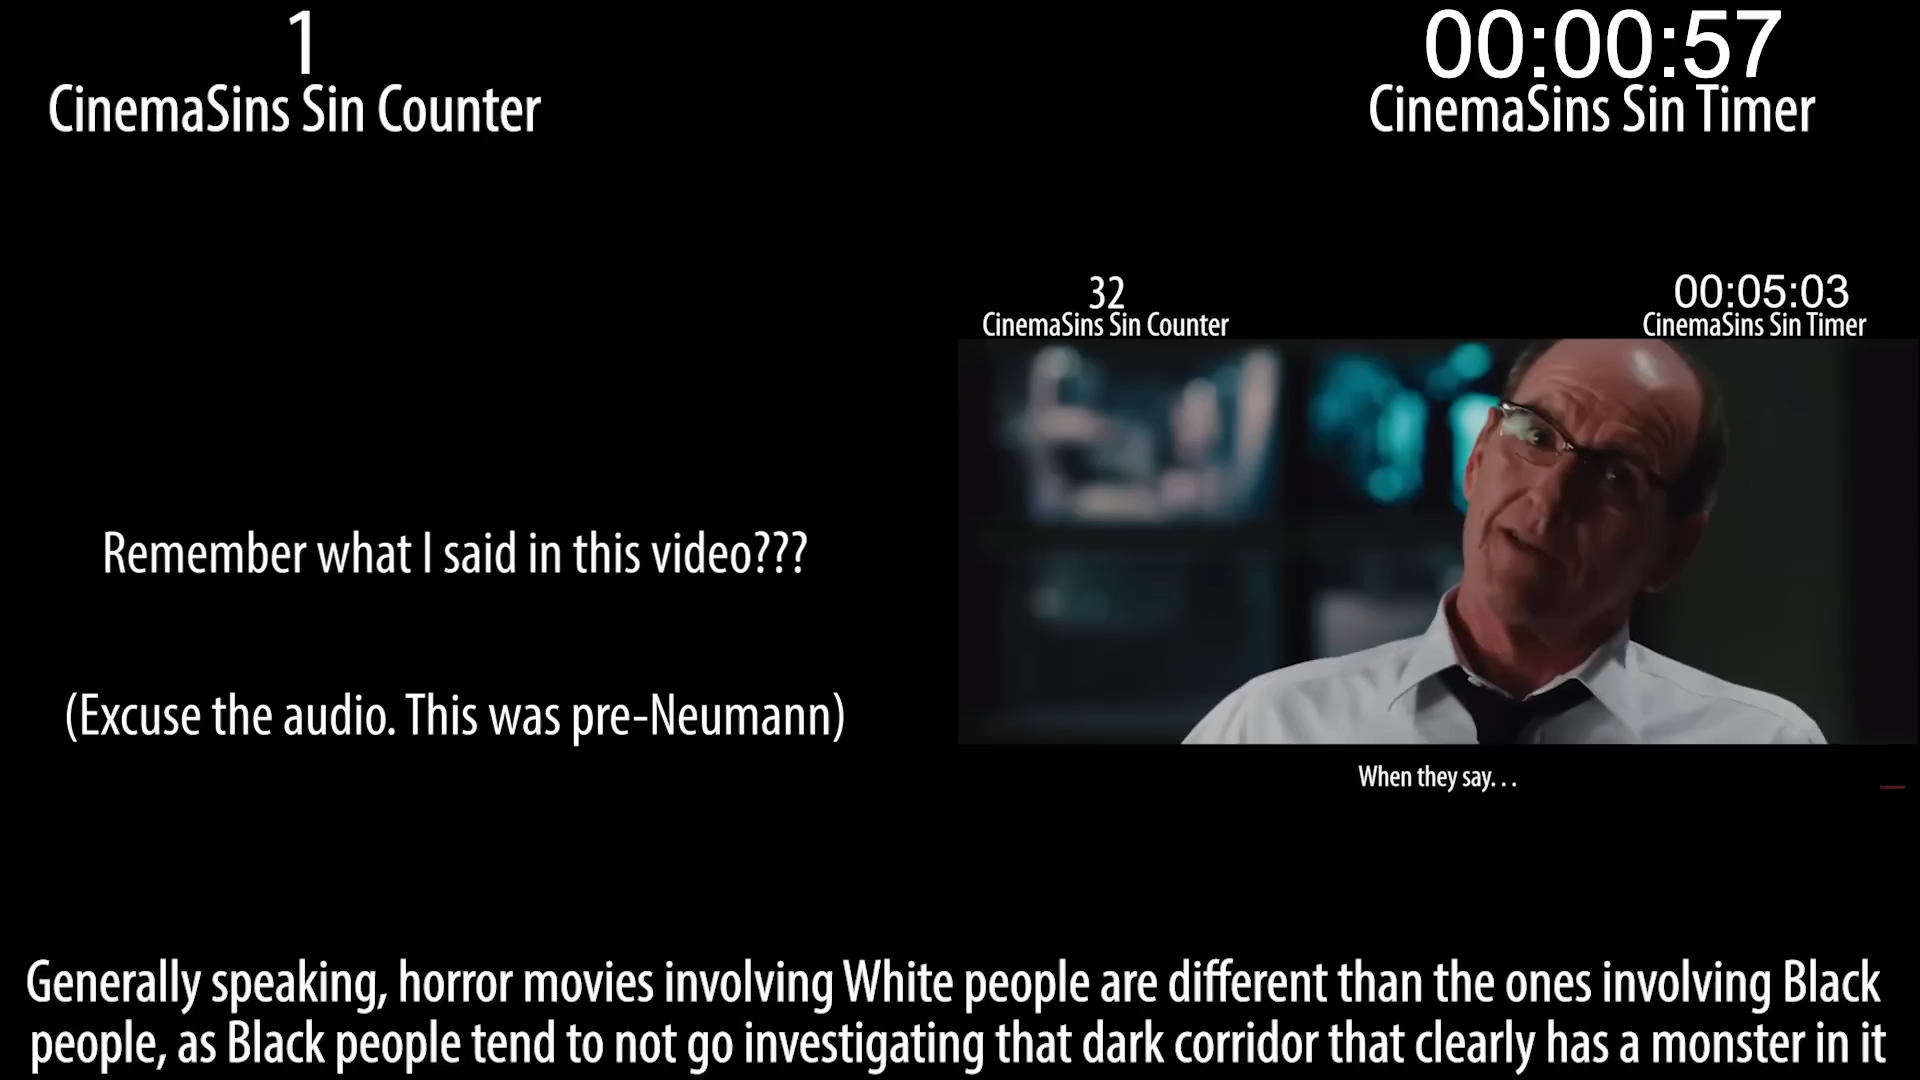 1
CinemaSins Sin Counter
00:00:57
CinemaSins Sin Timer
32
CinemaSins Sin Counter
00:05:03
CinemaSins Sin Timer
Remember what I said in this video???
(Excuse the audio. This was pre-Neumann)
When they say...
Generally speaking, horror movies involving White people are different than the ones involving Black
people, as Black people tend to not go investigating that dark corridor that clearly has a monster in it